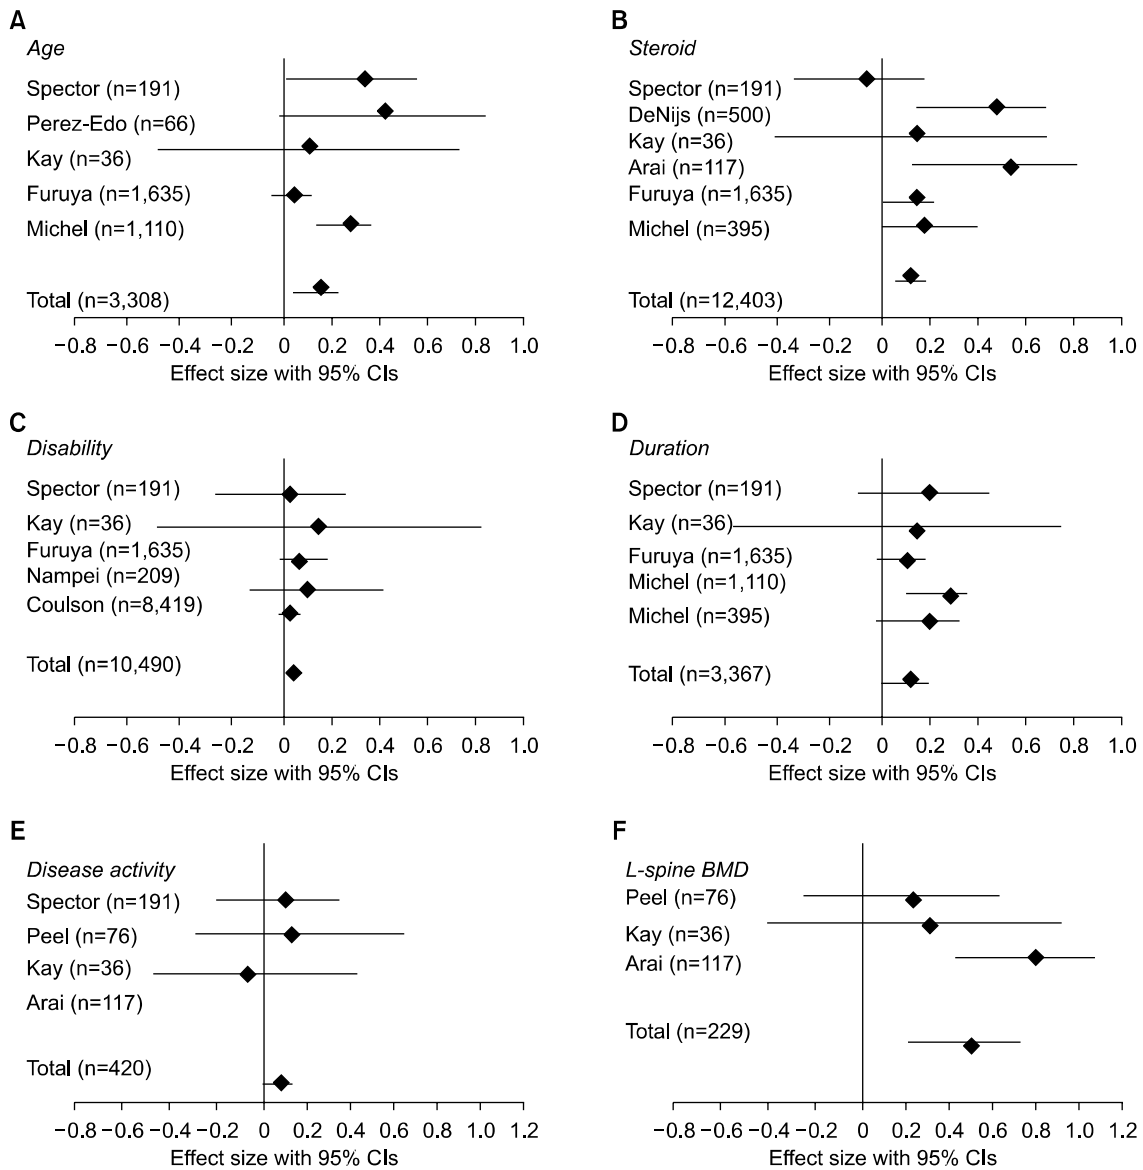 A
Age
Spector (n=191)
Perez-Edo (n=66)
Kay (n=36)
Furuya (n=1,635)
Michel (n=1,110)
Total (n=3,308)
−0.8 −0.6 −0.4 −0.2 0 0.2 0.4 0.6 0.8 1.0
Effect size with 95% CIs
B
Steroid
Spector (n=191)
DeNijs (n=500)
Kay (n=36)
Arai (n=117)
Furuya (n=1,635)
Michel (n=395)
Total (n=12,403)
−0.8 −0.6 −0.4 −0.2 0 0.2 0.4 0.6 0.8 1.0
Effect size with 95% CIs
C
Disability
Spector (n=191)
Kay (n=36)
Furuya (n=1,635)
Nampei (n=209)
Coulson (n=8,419)
Total (n=10,490)
−0.8 −0.6 −0.4 −0.2 0 0.2 0.4 0.6 0.8 1.0
Effect size with 95% CIs
D
Duration
Spector (n=191)
Kay (n=36)
Furuya (n=1,635)
Michel (n=1,110)
Michel (n=395)
Total (n=3,367)
−0.8 −0.6 −0.4 −0.2 0 0.2 0.4 0.6 0.8 1.0
Effect size with 95% CIs
E
Disease activity
Spector (n=191)
Peel (n=76)
Kay (n=36)
Arai (n=117)
Total (n=420)
−0.8 −0.6 −0.4 −0.2 0 0.2 0.4 0.6 0.8 1.0 1.2
Effect size with 95% CIs
F
L-spine BMD
Peel (n=76)
Kay (n=36)
Arai (n=117)
Total (n=229)
−0.8 −0.6 −0.4 −0.2 0 0.2 0.4 0.6 0.8 1.0 1.2
Effect size with 95% CIs